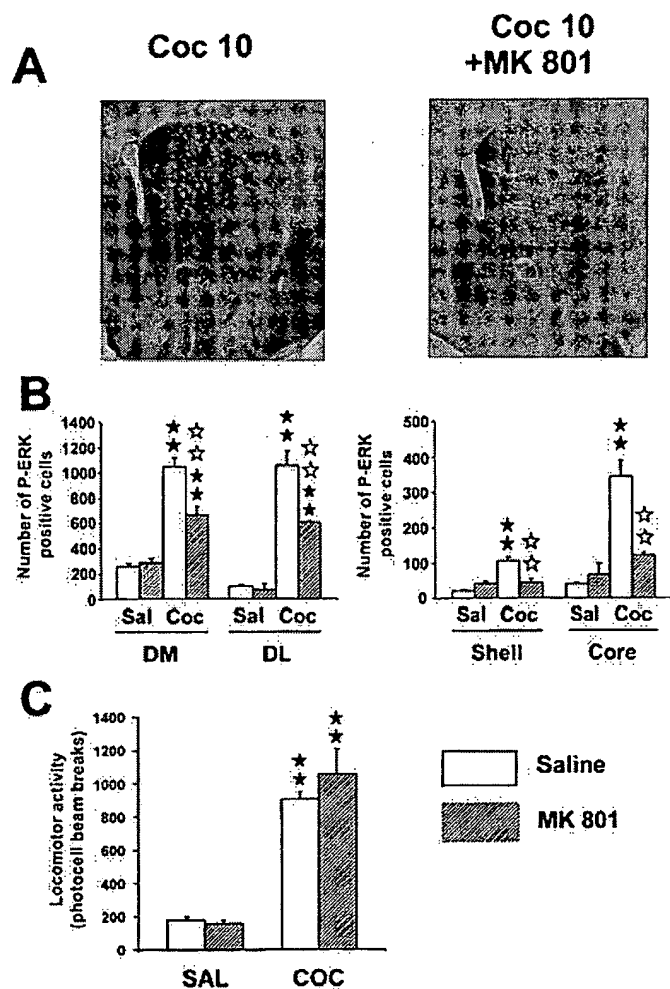 A
Coc 10
Coc 10
+MK 801
B
Number of P-ERK
positive cells
1400
1200
1000
800
600
400
200
0
Sal Coc Sal Coc
DM DL
Number of P-ERK
positive cells
500
400
300
200
100
0
Sal Coc Sal Coc
Shell Core
C
Locomotor activity
(photocell beam breaks)
1400
1200
1000
800
600
400
200
0
SAL COC
Saline
MK 801